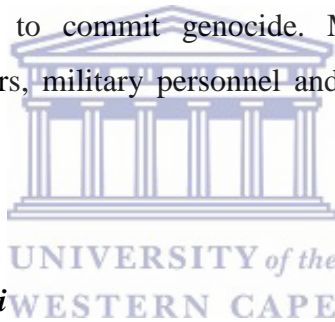 to commit genocide. M
rs, military personnel and
UNIVERSITY of the
i
WESTERN CAPE